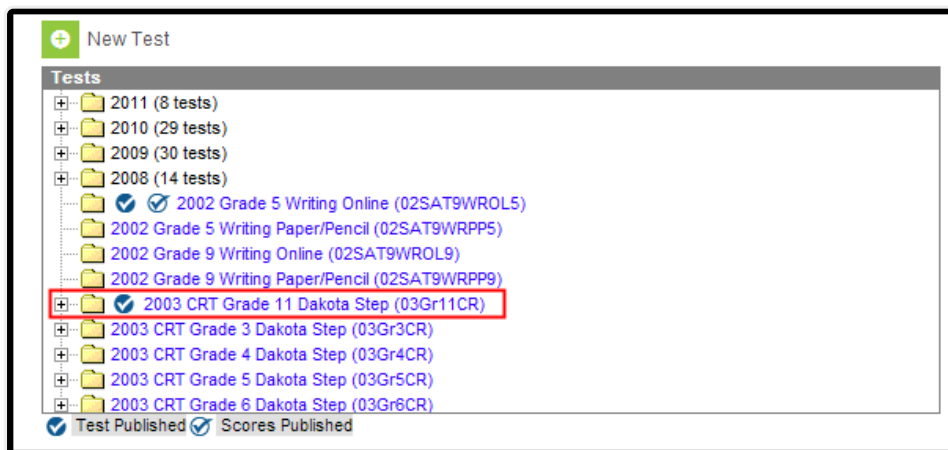 New Test
Tests
2011 (8 tests)
2010 (29 tests)
2009 (30 tests)
2008 (14 tests)
2002 Grade 5 Writing Online (02SAT9WROL5)
2002 Grade 5 Writing Paper/Pencil (02SAT9WRPP5)
2002 Grade 9 Writing Online (02SAT9WROL9)
2002 Grade 9 Writing Paper/Pencil (02SAT9WRPP9)
2003 CRT Grade 11 Dakota Step (03Gr11CR)
2003 CRT Grade 3 Dakota Step (03Gr3CR)
2003 CRT Grade 4 Dakota Step (03Gr4CR)
2003 CRT Grade 5 Dakota Step (03Gr5CR)
2003 CRT Grade 6 Dakota Step (03Gr6CR)
Test Published Scores Published